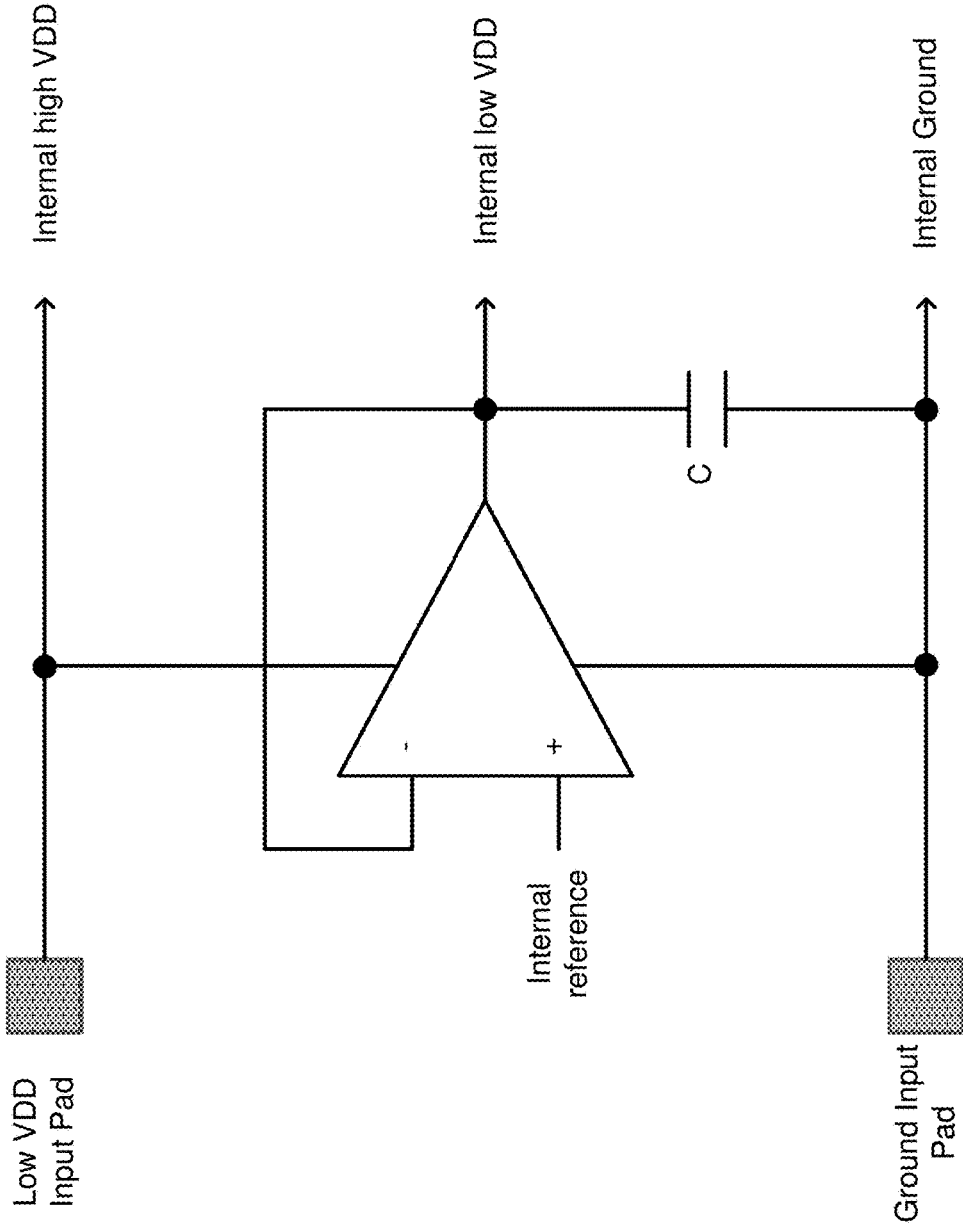 Low VDD
Input Pad
Internal high VDD
Internal
reference
-
+
C
Internal low VDD
Ground Input
Pad
Internal Ground